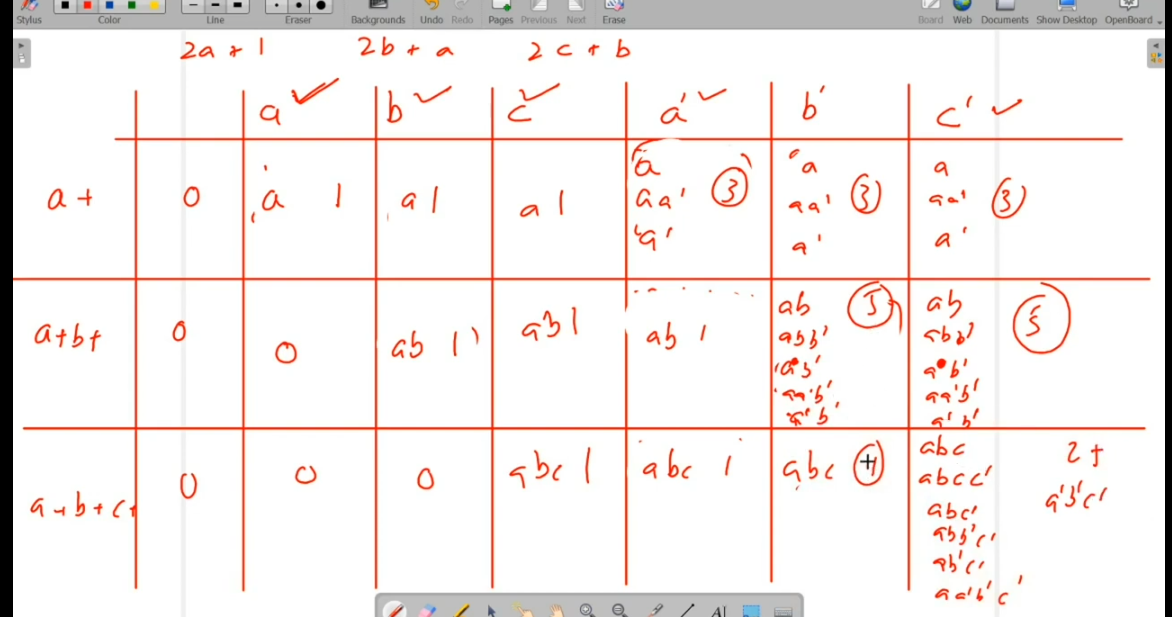 Stylus Color Line Eraser Backgrounds Undo Redo Pages Previous Next Erase Board Web Documents Show Desktop OpenBoard
2a + 1 2b + a 2c + b
a b c a' b' c'
a+ 0 a 1 a 1 a 1 a a a
aa' 3 aa' 3 aa' 3
a' a' a'
a+b+ 0 0 ab 1 ab 1 ab 1 ab 5 ab 5
abb' abb'
ab' ab'
aa'b' aa'b'
a'b' a'b'
a+b+c+ 0 0 0 abc 1 abc 1 abc abc
abcc' a'b'c'
abc'
abb'c'
ab'c'
aa'b'c'